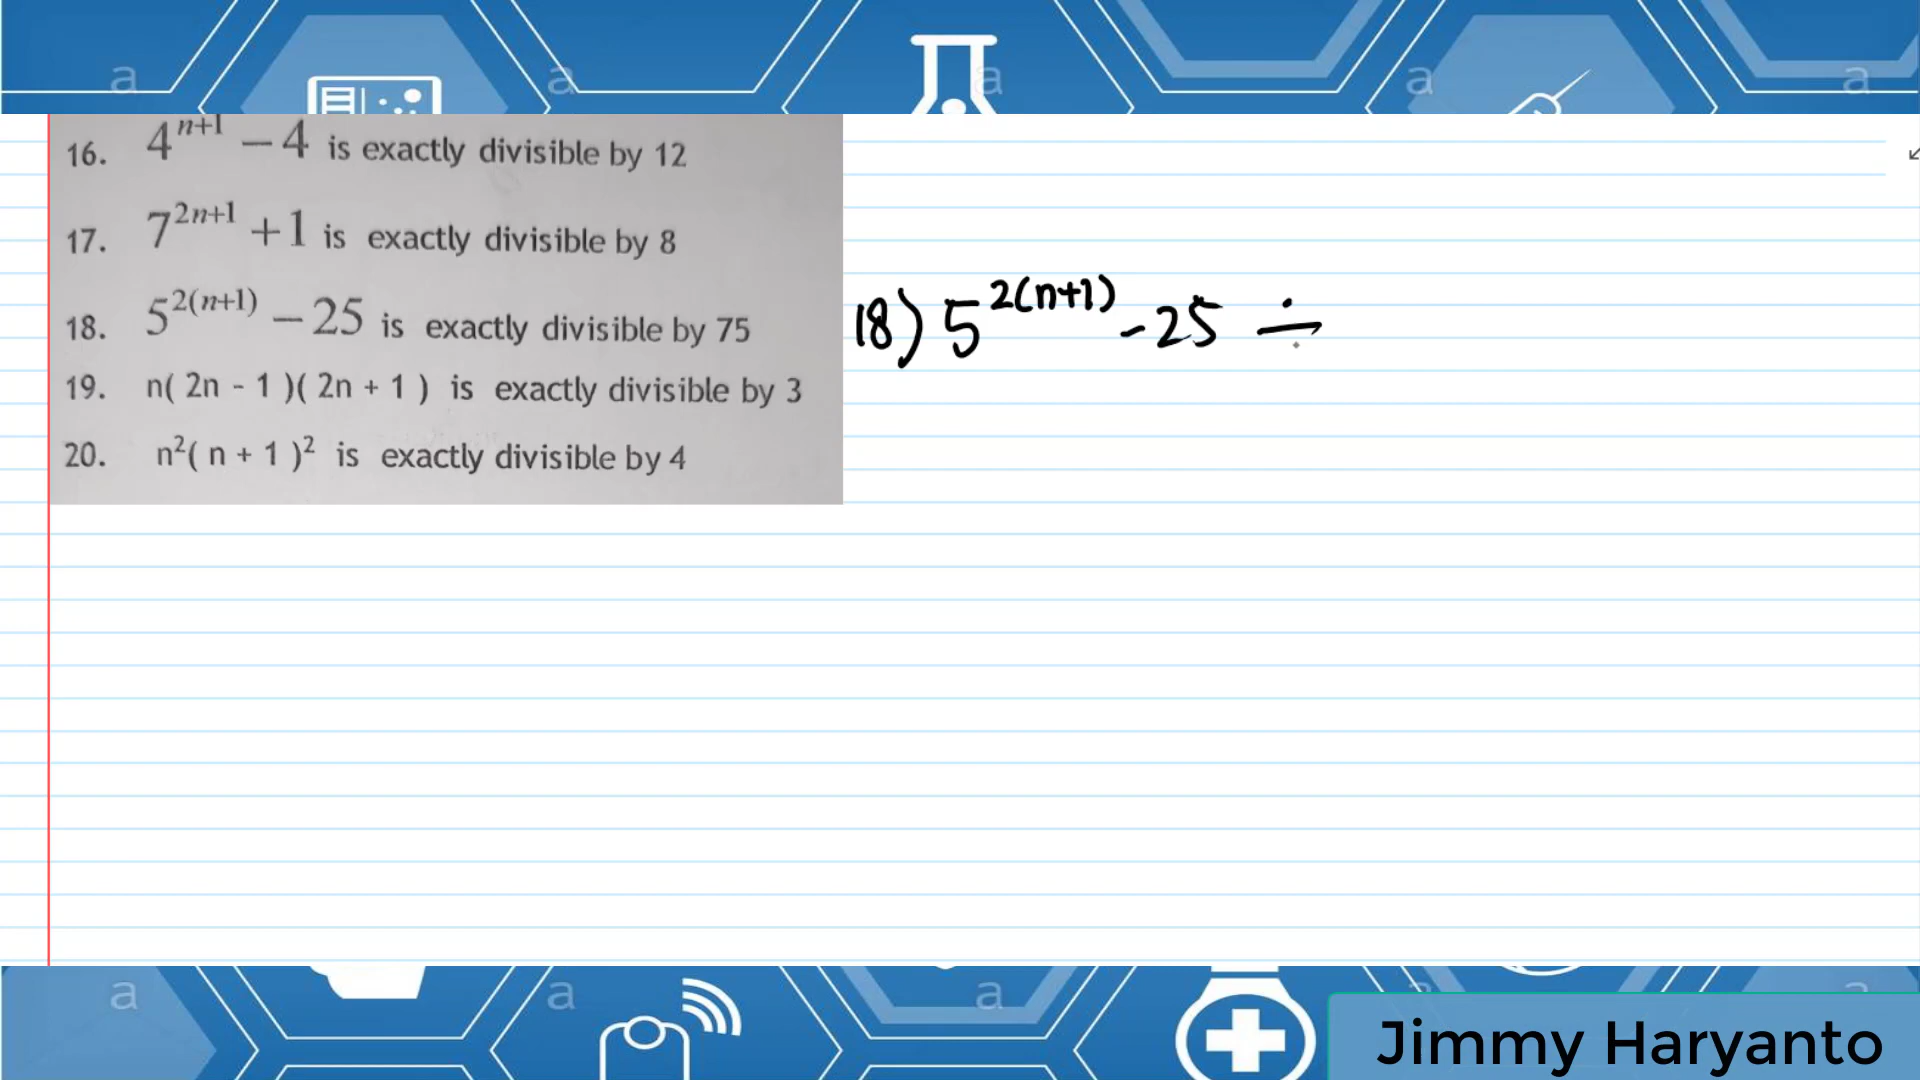 16. 4^{n+1} – 4 is exactly divisible by 12
17. 7^{2n+1} + 1 is exactly divisible by 8
18. 5^{2(n+1)} – 25 is exactly divisible by 75
19. n( 2n - 1 )( 2n + 1 ) is exactly divisible by 3
20. n²( n + 1 )² is exactly divisible by 4
18) 5^{2(n+1)} - 25 ÷
a a a a a
a a a
Jimmy Haryanto